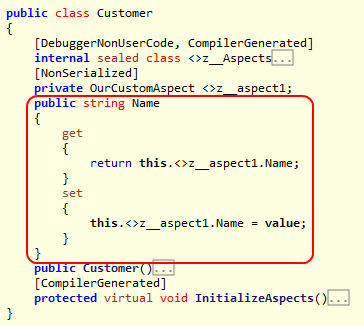 public class Customer
{
    [DebuggerNonUserCode, CompilerGenerated]
    internal sealed class <>z__Aspects...
    [NonSerialized]
    private OurCustomAspect <>z__aspect1;
    public string Name
    {
        get
        {
            return this.<>z__aspect1.Name;
        }
        set
        {
            this.<>z__aspect1.Name = value;
        }
    }
    public Customer()...
    [CompilerGenerated]
    protected virtual void InitializeAspects()...
}